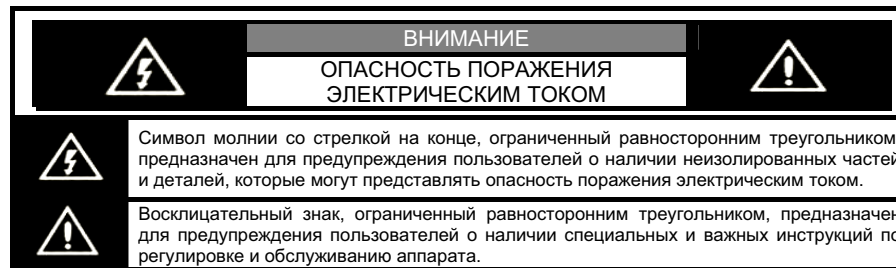 ВНИМАНИЕ
ОПАСНОСТЬ ПОРАЖЕНИЯ
ЭЛЕКТРИЧЕСКИМ ТОКОМ
Символ молнии со стрелкой на конце, ограниченный равносторонним треугольником
предназначен для предупреждения пользователей о наличии неизолированных частей
и деталей, которые могут представлять опасность поражения электрическим током.
Восклицательный знак, ограниченный равносторонним треугольником, предназначен
для предупреждения пользователей о наличии специальных и важных инструкций по
регулировке и обслуживанию аппарата.